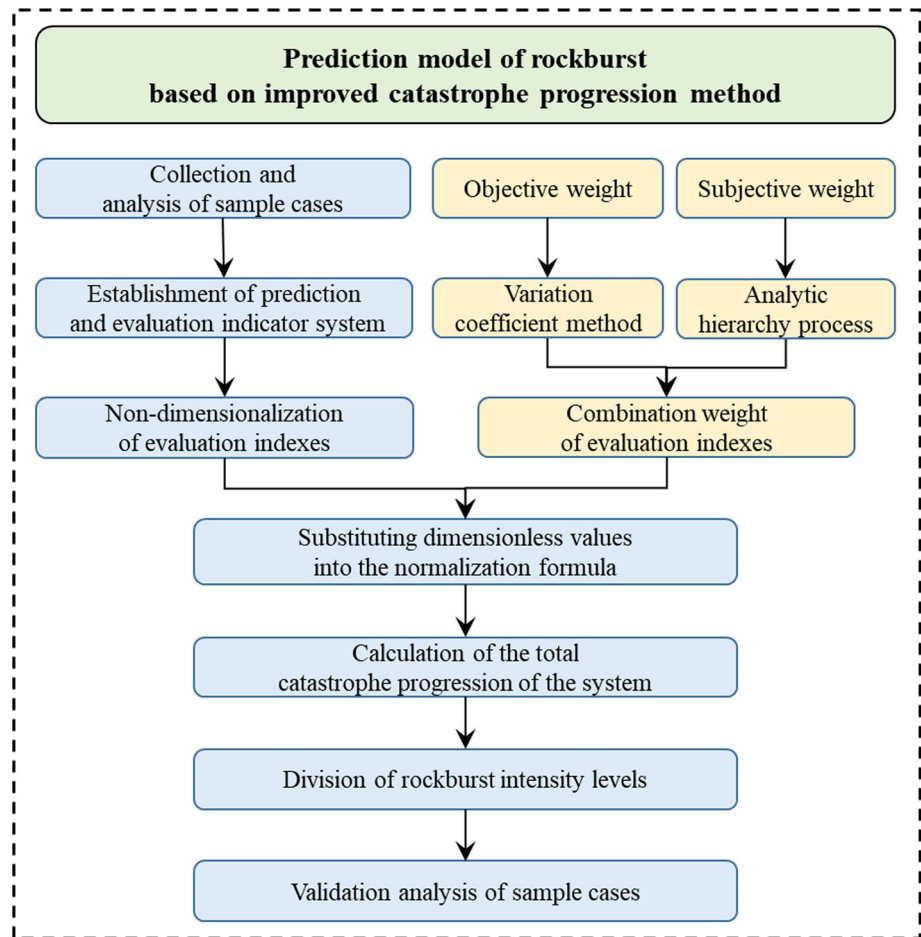 Prediction model of rockburst
based on improved catastrophe progression method
Collection and
analysis of sample cases
Objective weight
Subjective weight
Establishment of prediction
and evaluation indicator system
Variation
coefficient method
Analytic
hierarchy process
Non-dimensionalization
of evaluation indexes
Combination weight
of evaluation indexes
Substituting dimensionless values
into the normalization formula
Calculation of the total
catastrophe progression of the system
Division of rockburst intensity levels
Validation analysis of sample cases